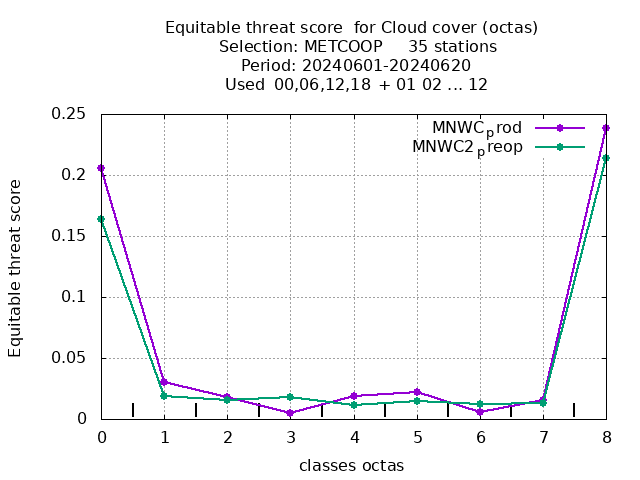 Equitable threat score  for Cloud cover (octas)
Selection: METCOOP     35 stations
Period: 20240601-20240620
Used  00,06,12,18 + 01 02 ... 12
MNWCprod
MNWC2preop
0.25
0.2
0.15
0.1
0.05
0
Equitable threat score
0 1 2 3 4 5 6 7 8
classes octas